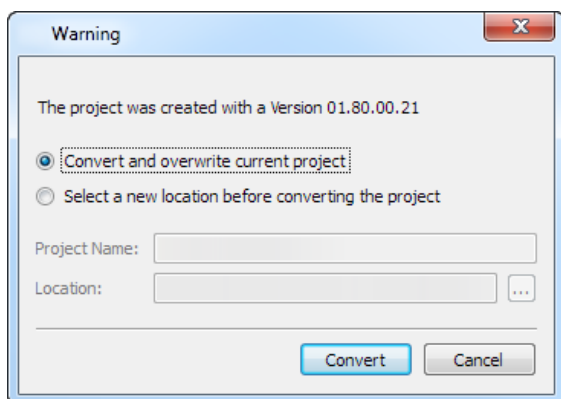 Warning
X
The project was created with a Version 01.80.00.21
Convert and overwrite current project
Select a new location before converting the project
Project Name:
Location:
...
Convert Cancel